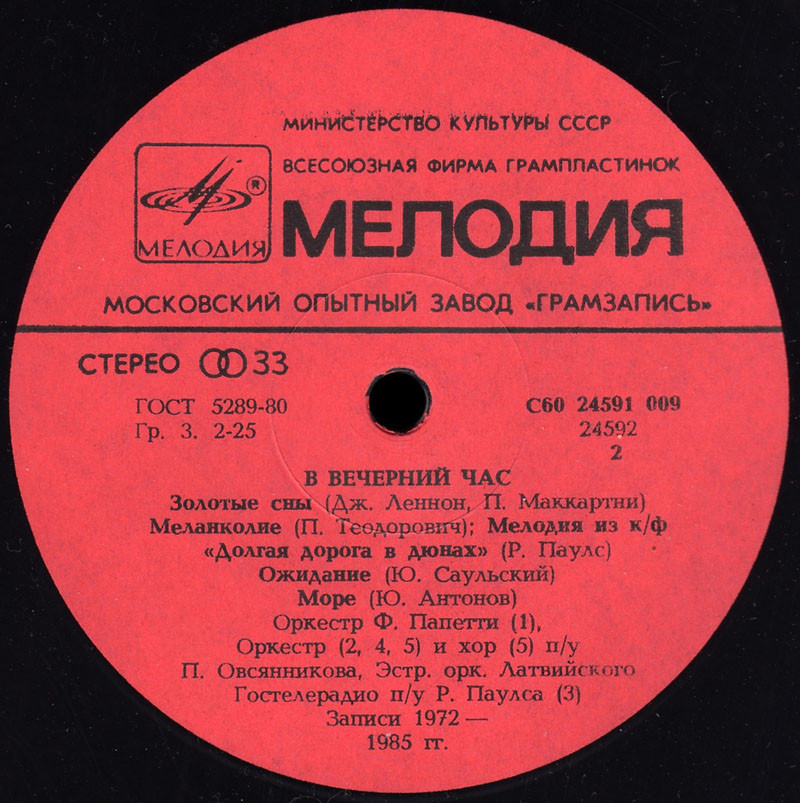 МИНИСТЕРСТВО КУЛЬТУРЫ СССР
ВСЕСОЮЗНАЯ ФИРМА ГРАМПЛАСТИНОК
МЕЛОДИЯ ®
МЕЛОДИЯ
МОСКОВСКИЙ ОПЫТНЫЙ ЗАВОД «ГРАМЗАПИСЬ»
СТЕРЕО 33
ГОСТ 5289-80
Гр. 3. 2-25
С60 24591 009
24592
2
В ВЕЧЕРНИЙ ЧАС
Золотые сны (Дж. Леннон, П. Маккартни)
Меланколие (П. Теодорович); Мелодия из к/ф
«Долгая дорога в дюнах» (Р. Паулс)
Ожидание (Ю. Саульский)
Море (Ю. Антонов)
Оркестр Ф. Папетти (1),
Оркестр (2, 4, 5) и хор (5) п/у
П. Овсянникова, Эстр. орк. Латвийского
Гостелерадио п/у Р. Паулса (3)
Записи 1972—
1985 гг.